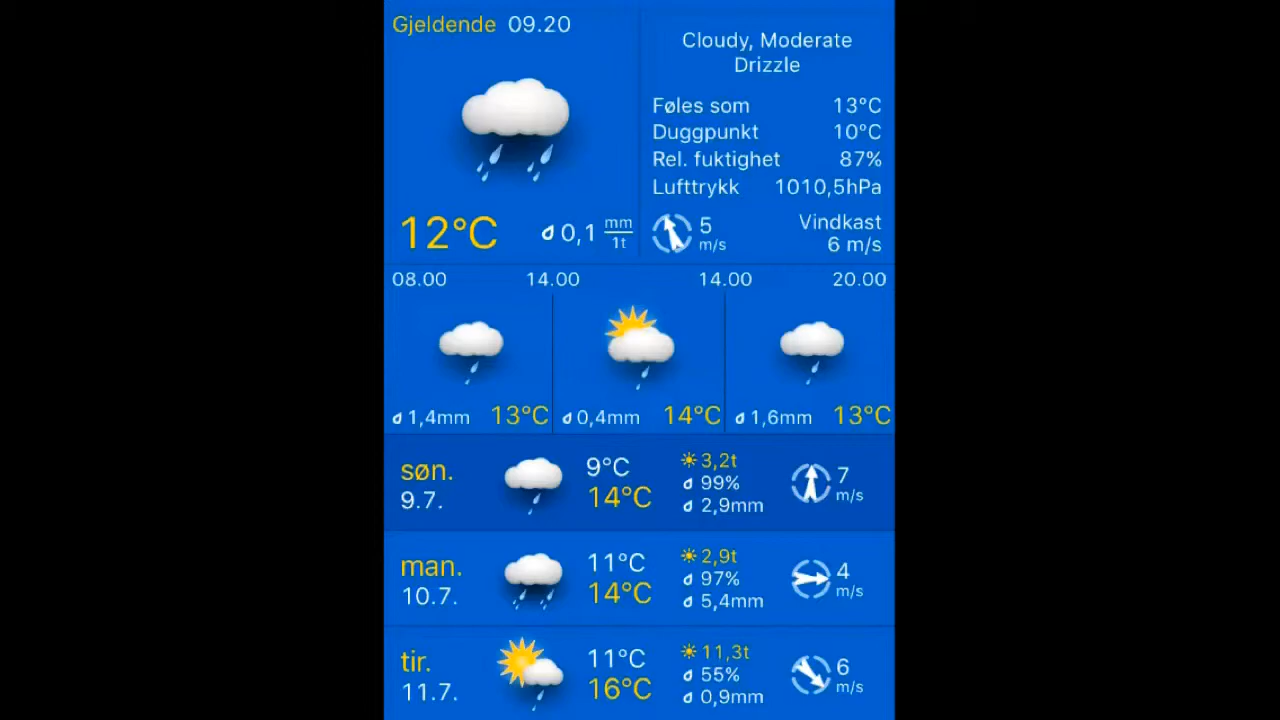 Gjeldende 09.20
Cloudy, Moderate
Drizzle
Føles som 13°C
Duggpunkt 10°C
Rel. fuktighet 87%
Lufttrykk 1010,5hPa
12°C 0,1 mm/1t
5 m/s
Vindkast
6 m/s
08.00 14.00 14.00 20.00
1,4mm 13°C 0,4mm 14°C 1,6mm 13°C
søn.
9.7.
9°C
14°C
3,2t
99%
2,9mm
7 m/s
man.
10.7.
11°C
14°C
2,9t
97%
5,4mm
4 m/s
tir.
11.7.
11°C
16°C
11,3t
55%
0,9mm
6 m/s